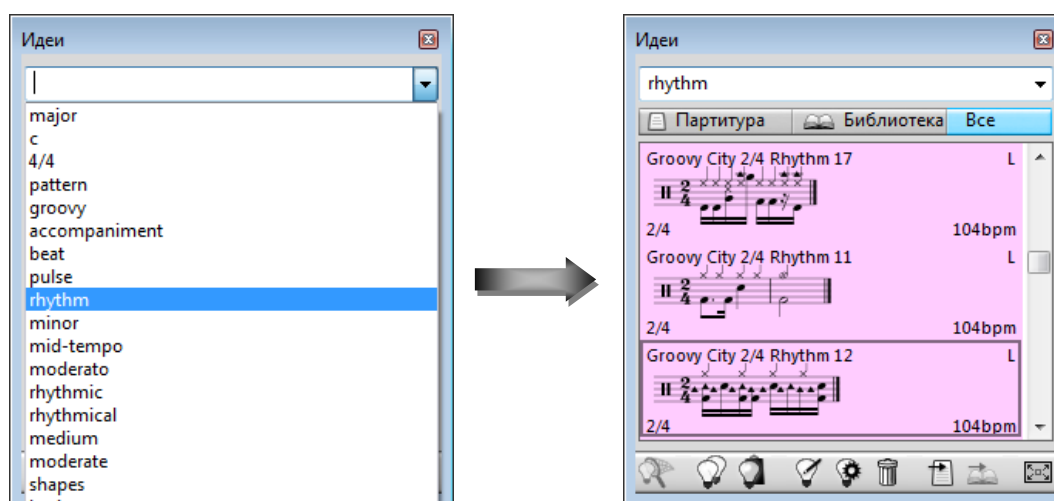 Идеи
major
c
4/4
pattern
groovy
accompaniment
beat
pulse
rhythm
minor
mid-tempo
moderato
rhythmic
rhythmical
medium
moderate
shapes
Идеи
rhythm
Партитура Библиотека Все
Groovy City 2/4 Rhythm 17 L
2/4 104bpm
Groovy City 2/4 Rhythm 11 L
2/4 104bpm
Groovy City 2/4 Rhythm 12 L
2/4 104bpm